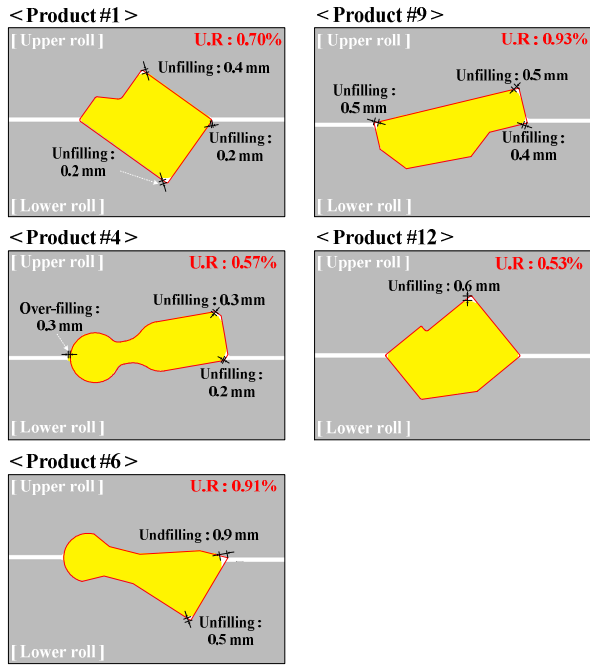 < Product #1 >
[ Upper roll ]
U.R : 0.70%
Unfilling : 0.4 mm
Unfilling :
0.2 mm
Unfilling :
0.2 mm
[ Lower roll ]
< Product #9 >
[ Upper roll ]
U.R : 0.93%
Unfilling : 0.5 mm
Unfilling :
0.5 mm
Unfilling :
0.4 mm
[ Lower roll ]
< Product #4 >
[ Upper roll ]
U.R : 0.57%
Over-filling :
0.3 mm
Unfilling : 0.3 mm
Unfilling :
0.2 mm
[ Lower roll ]
< Product #12 >
[ Upper roll ]
U.R : 0.53%
Unfilling : 0.6 mm
[ Lower roll ]
< Product #6 >
[ Upper roll ]
U.R : 0.91%
Undfilling : 0.9 mm
Unfilling :
0.5 mm
[ Lower roll ]